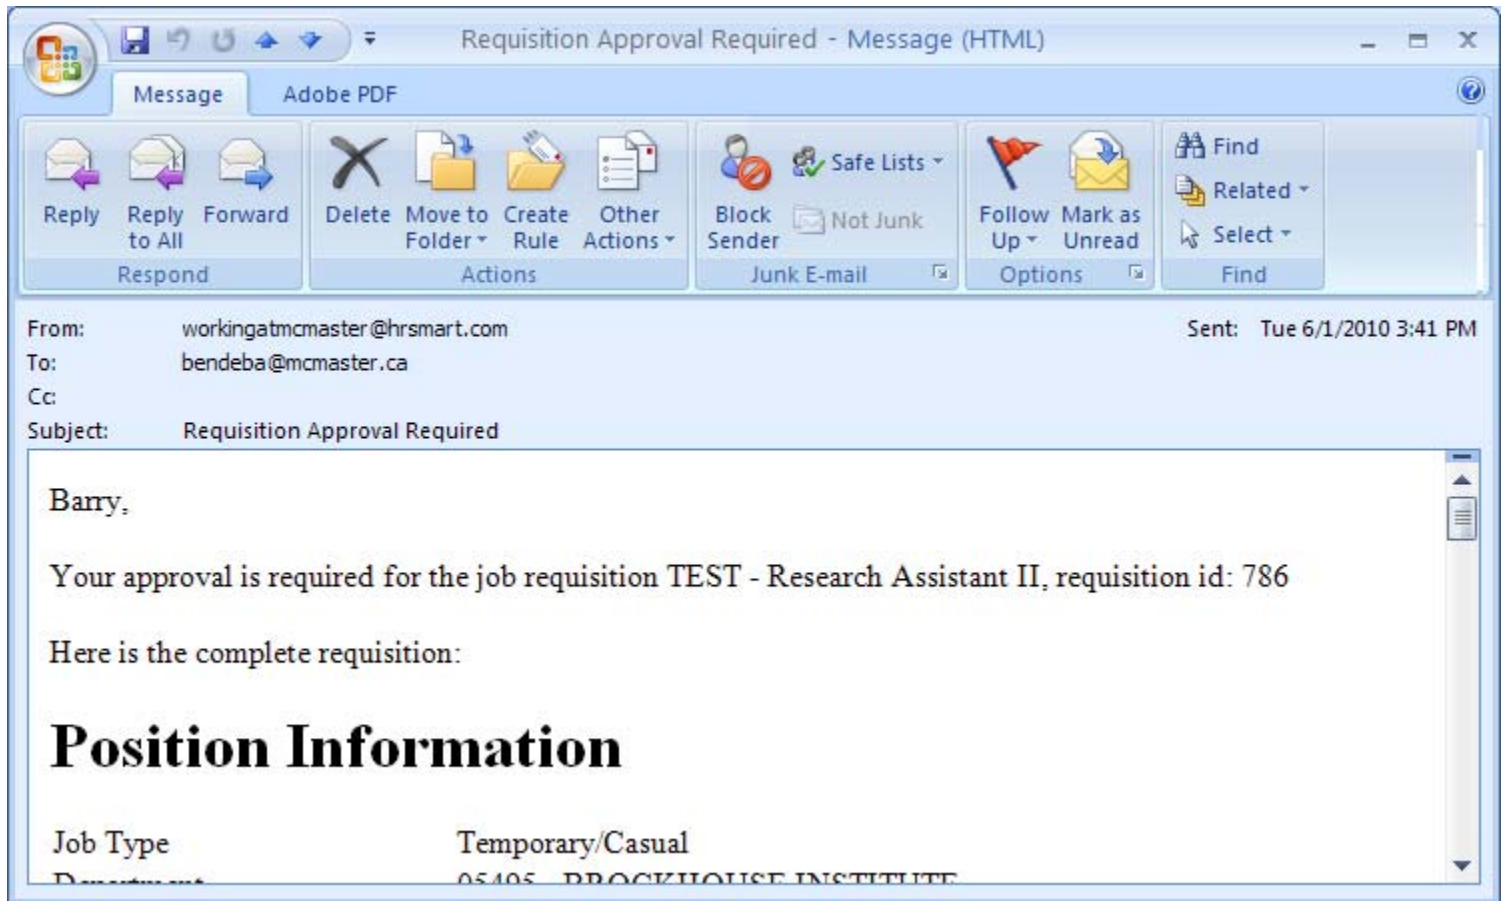 Requisition Approval Required - Message (HTML)
Message Adobe PDF
Reply Reply to All Forward Delete Move to Folder Create Rule Other Actions Block Sender Safe Lists Not Junk Follow Up Mark as Unread Find Related Select
Respond Actions Junk E-mail Options Find
From: workingatmcmaster@hrsmart.com Sent: Tue 6/1/2010 3:41 PM
To: bendeba@mcmaster.ca
Cc:
Subject: Requisition Approval Required
Barry,
Your approval is required for the job requisition TEST - Research Assistant II, requisition id: 786
Here is the complete requisition:
Position Information
Job Type Temporary/Casual
Department 05495 - BROCKHOUSE INSTITUTE